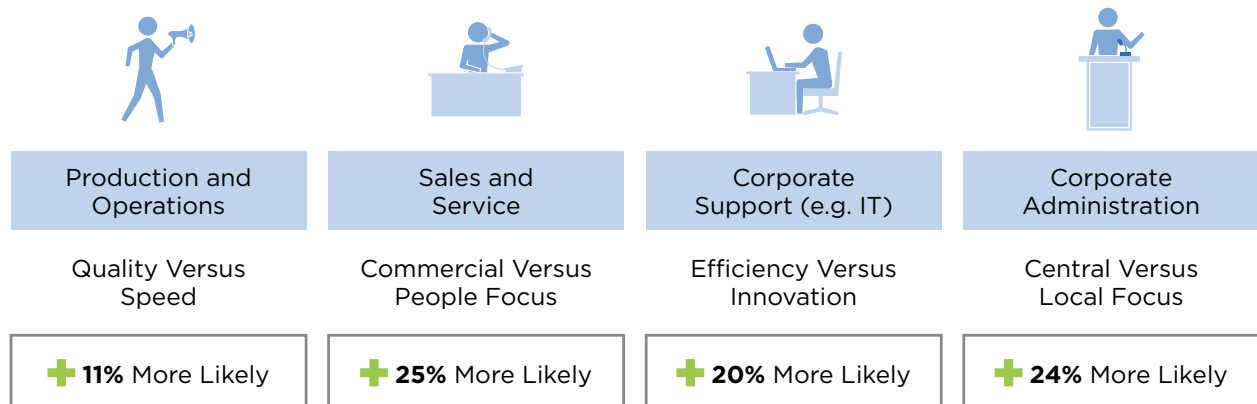 Production and
Operations
Sales and
Service
Corporate
Support (e.g. IT)
Corporate
Administration
Quality Versus
Speed
Commercial Versus
People Focus
Efficiency Versus
Innovation
Central Versus
Local Focus
11% More Likely
25% More Likely
20% More Likely
24% More Likely